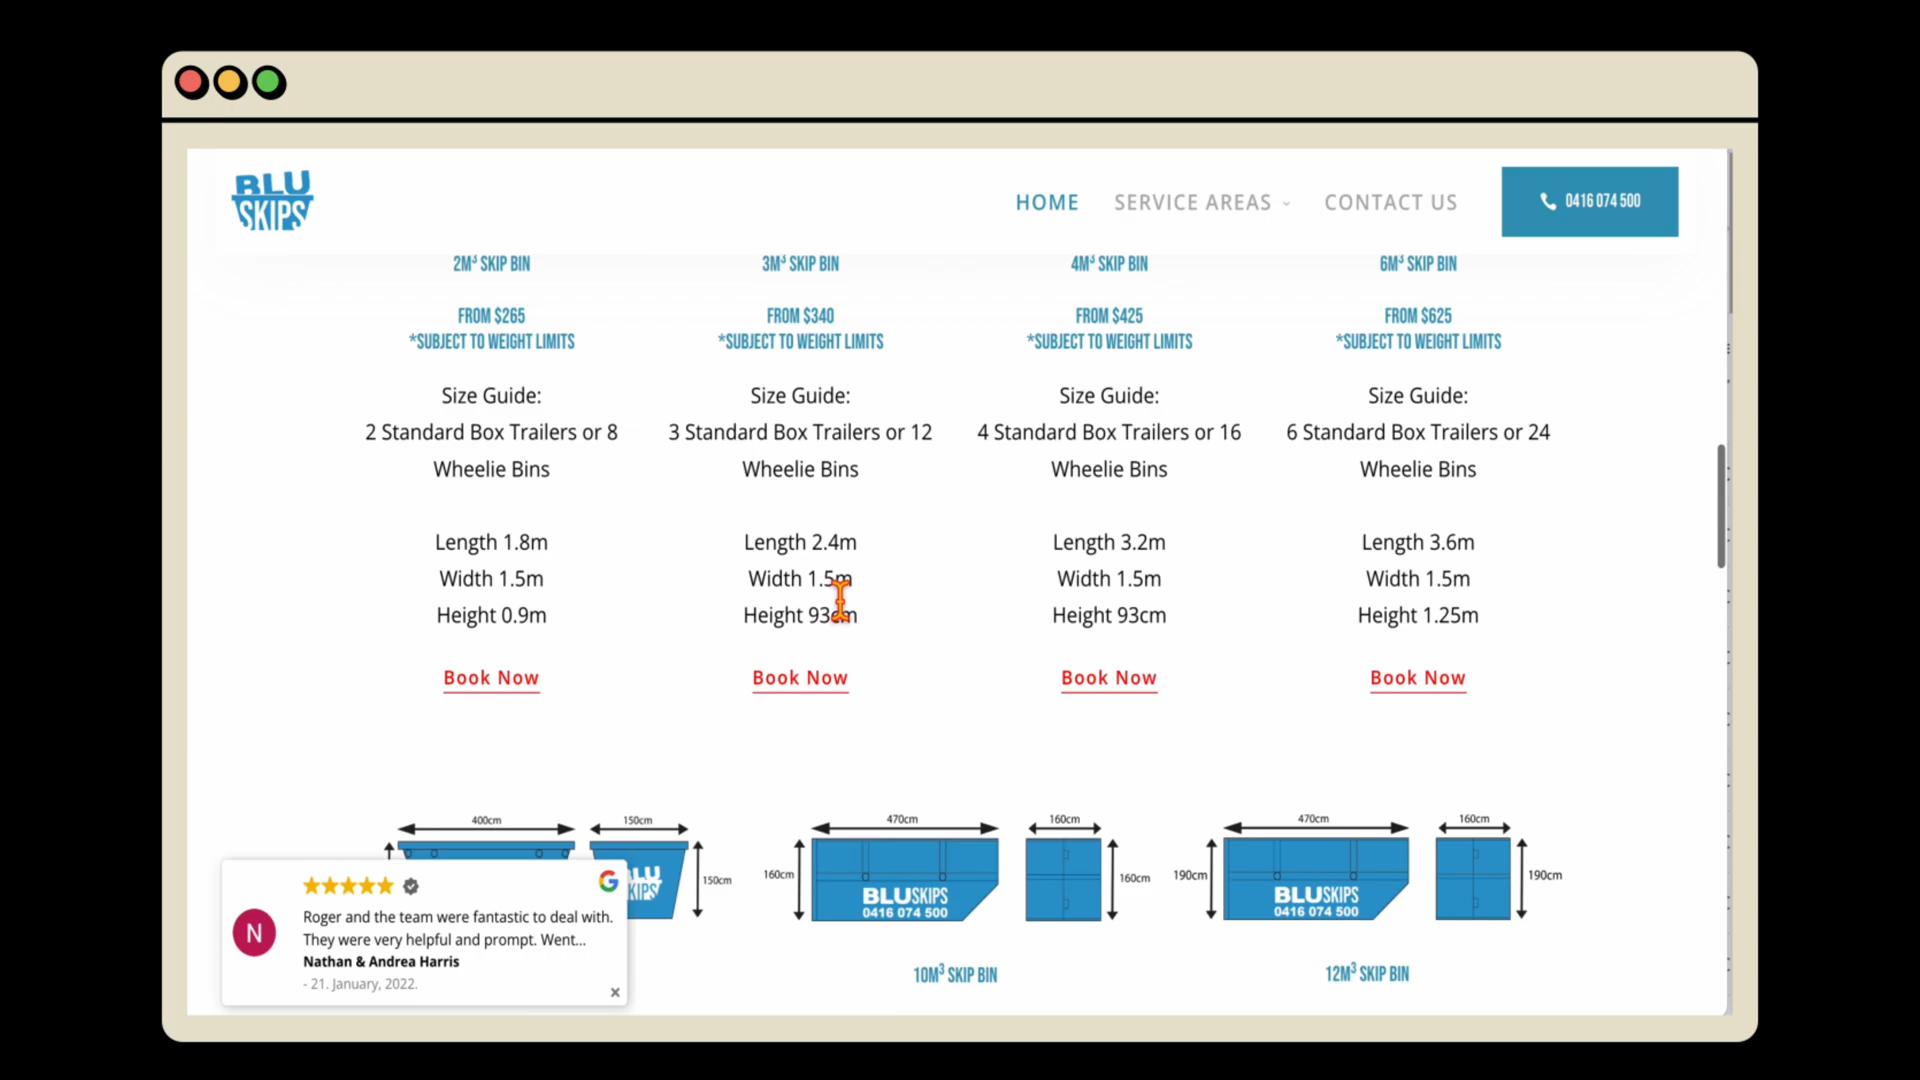 BLU
SKIPS
HOME
SERVICE AREAS
CONTACT US
0416 074 500
2M³ SKIP BIN
FROM $265
*SUBJECT TO WEIGHT LIMITS
Size Guide:
2 Standard Box Trailers or 8
Wheelie Bins
Length 1.8m
Width 1.5m
Height 0.9m
Book Now
3M³ SKIP BIN
FROM $340
*SUBJECT TO WEIGHT LIMITS
Size Guide:
3 Standard Box Trailers or 12
Wheelie Bins
Length 2.4m
Width 1.5m
Height 93cm
Book Now
4M³ SKIP BIN
FROM $425
*SUBJECT TO WEIGHT LIMITS
Size Guide:
4 Standard Box Trailers or 16
Wheelie Bins
Length 3.2m
Width 1.5m
Height 93cm
Book Now
6M³ SKIP BIN
FROM $625
*SUBJECT TO WEIGHT LIMITS
Size Guide:
6 Standard Box Trailers or 24
Wheelie Bins
Length 3.6m
Width 1.5m
Height 1.25m
Book Now
400cm
150cm
150cm
470cm
160cm
160cm
160cm
BLUSKIPS
0416 074 500
10M³ SKIP BIN
470cm
160cm
190cm
190cm
BLUSKIPS
0416 074 500
12M³ SKIP BIN
N
Roger and the team were fantastic to deal with.
They were very helpful and prompt. Went...
Nathan & Andrea Harris
- 21. January, 2022.